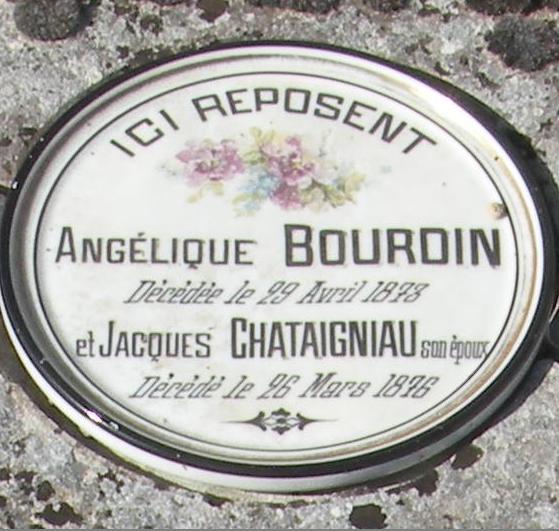 ICI REPOSENT
ANGÉLIQUE BOURDIN
Décédée le 29 Avril 1878
et JACQUES CHATAIGNIAU son époux
Décédé le 26 Mars 1876